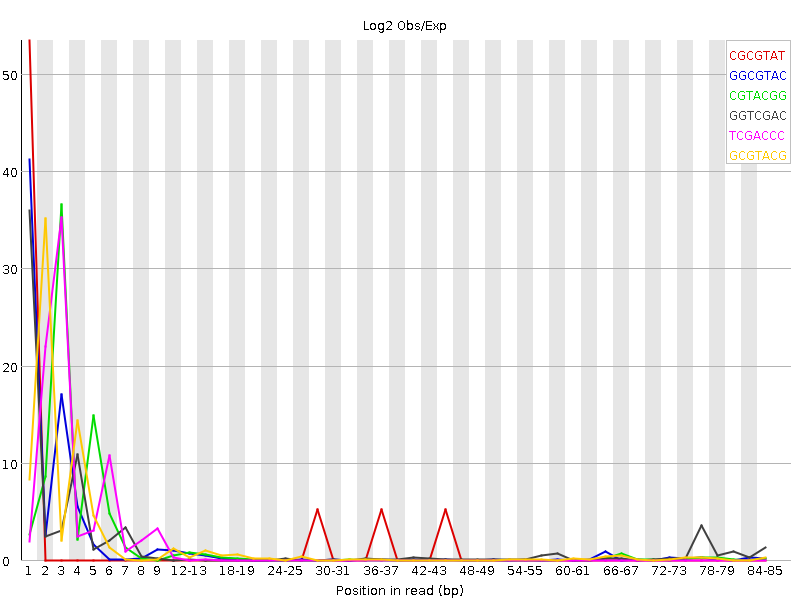 Log2 Obs/Exp
CGCGTAT
GGCGTAC
CGTACGG
GGTCGAC
TCGACCC
GCGTACG
50
40
30
20
10
0
1 2 3 4 5 6 7 8 9 12-13 18-19 24-25 30-31 36-37 42-43 48-49 54-55 60-61 66-67 72-73 78-79 84-85
Position in read (bp)